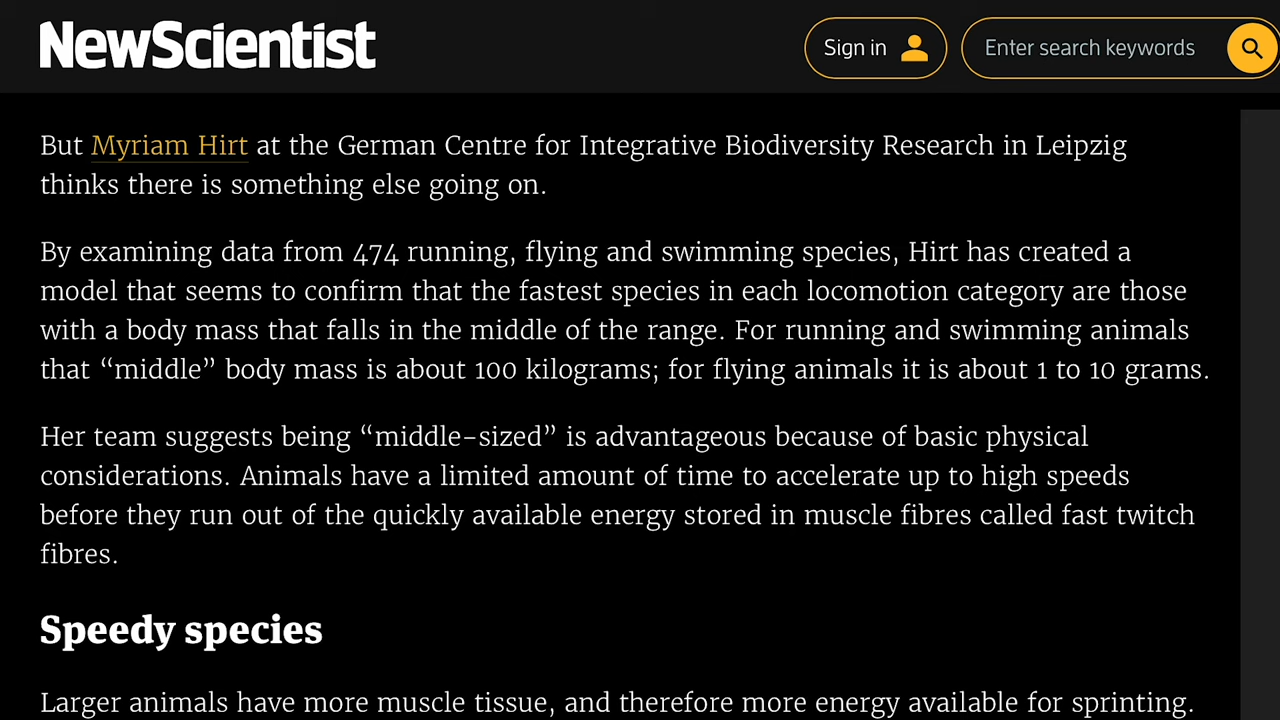 NewScientist
Sign in
Enter search keywords
But Myriam Hirt at the German Centre for Integrative Biodiversity Research in Leipzig
thinks there is something else going on.
By examining data from 474 running, flying and swimming species, Hirt has created a
model that seems to confirm that the fastest species in each locomotion category are those
with a body mass that falls in the middle of the range. For running and swimming animals
that “middle” body mass is about 100 kilograms; for flying animals it is about 1 to 10 grams.
Her team suggests being “middle-sized” is advantageous because of basic physical
considerations. Animals have a limited amount of time to accelerate up to high speeds
before they run out of the quickly available energy stored in muscle fibres called fast twitch
fibres.
Speedy species
Larger animals have more muscle tissue, and therefore more energy available for sprinting.